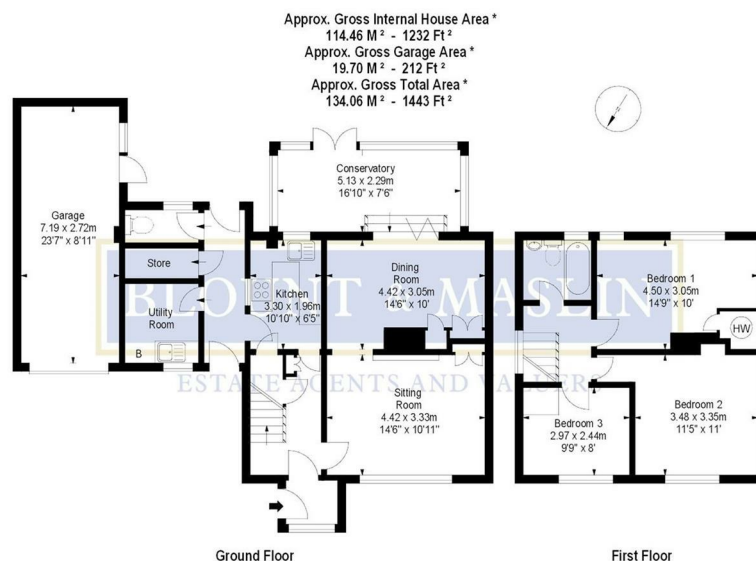 Approx. Gross Internal House Area *
114.46 M² - 1232 Ft²
Approx. Gross Garage Area *
19.70 M² - 212 Ft²
Approx. Gross Total Area *
134.06 M² - 1443 Ft²
Conservatory
5.13 x 2.29m
16'10" x 7'6"
Garage
7.19 x 2.72m
23'7" x 8'11"
Store
Utility
Room
B
Kitchen
3.30 x 1.96m
10'10" x 6'5"
Dining
Room
4.42 x 3.05m
14'6" x 10'
Sitting
Room
4.42 x 3.33m
14'6" x 10'11"
Bedroom 1
4.50 x 3.05m
14'9" x 10'
HW
Bedroom 2
3.48 x 3.35m
11'5" x 11'
Bedroom 3
2.97 x 2.44m
9'9" x 8'
BLOUNT & MASLIN
ESTATE AGENTS AND VALUER
Ground Floor
First Floor